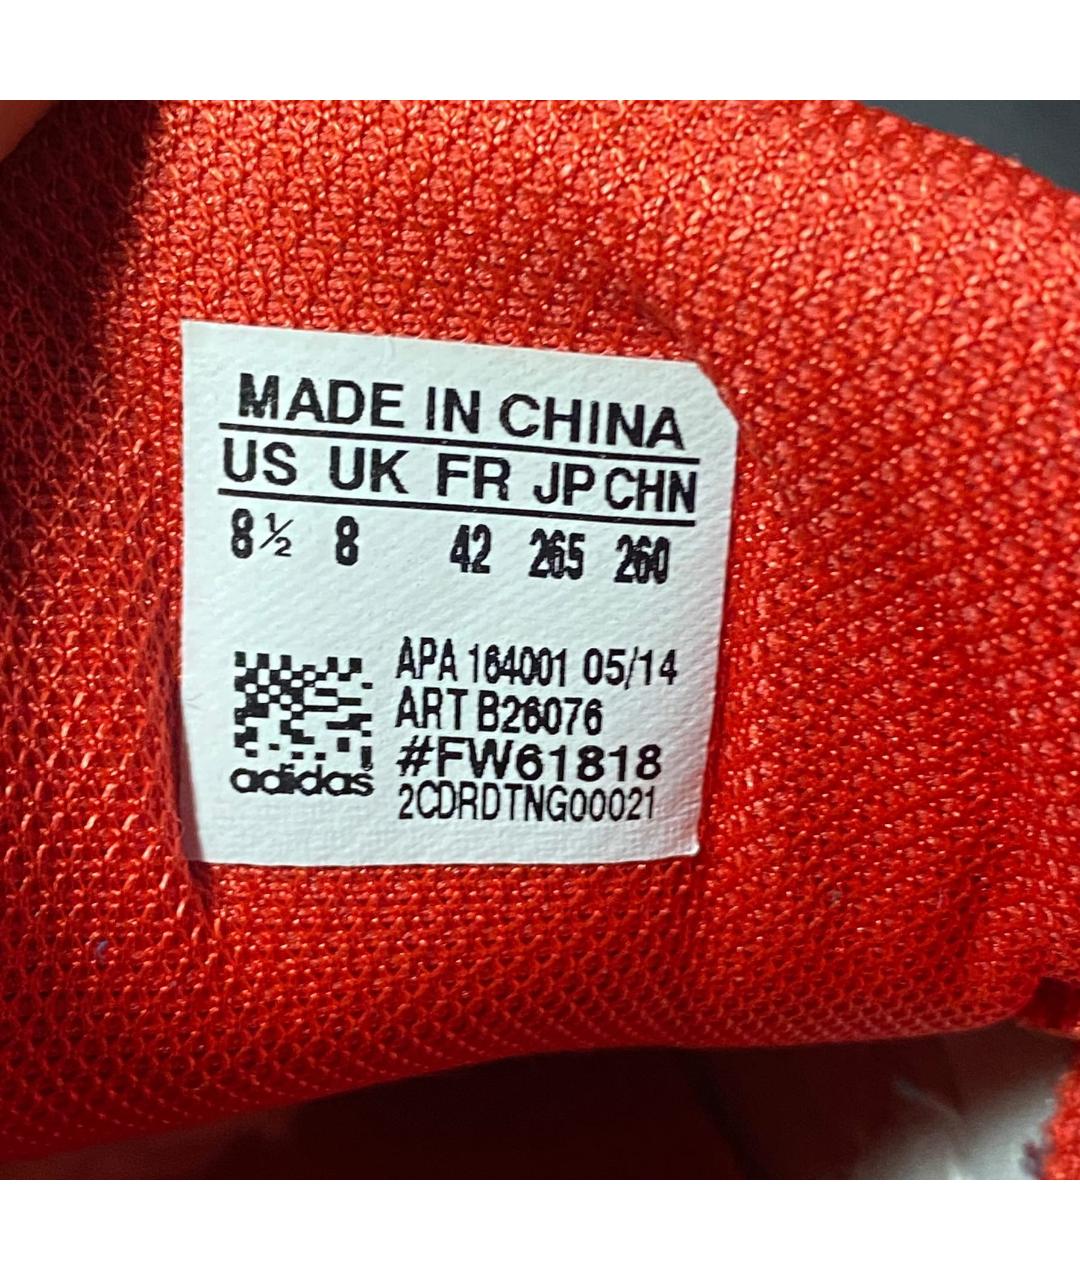 MADE IN CHINA
US UK FR JP CHN
8½ 8 42 265 260
APA 164001 05/14
ART B26076
#FW61818
2CDRDTNG00021
adidas